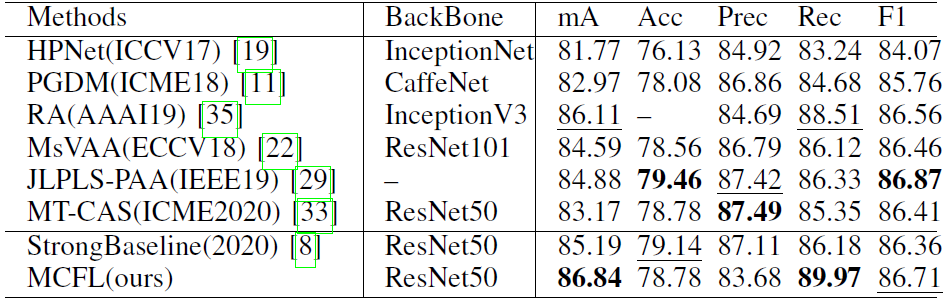 Methods BackBone mA Acc Prec Rec F1
HPNet(ICCV17) [19] InceptionNet 81.77 76.13 84.92 83.24 84.07
PGDM(ICME18) [11] CaffeNet 82.97 78.08 86.86 84.68 85.76
RA(AAAI19) [35] InceptionV3 86.11 – 84.69 88.51 86.56
MsVAA(ECCV18) [22] ResNet101 84.59 78.56 86.79 86.12 86.46
JLPLS-PAA(IEEE19) [29] – 84.88 79.46 87.42 86.33 86.87
MT-CAS(ICME2020) [33] ResNet50 83.17 78.78 87.49 85.35 86.41
StrongBaseline(2020) [8] ResNet50 85.19 79.14 87.11 86.18 86.36
MCFL(ours) ResNet50 86.84 78.78 83.68 89.97 86.71